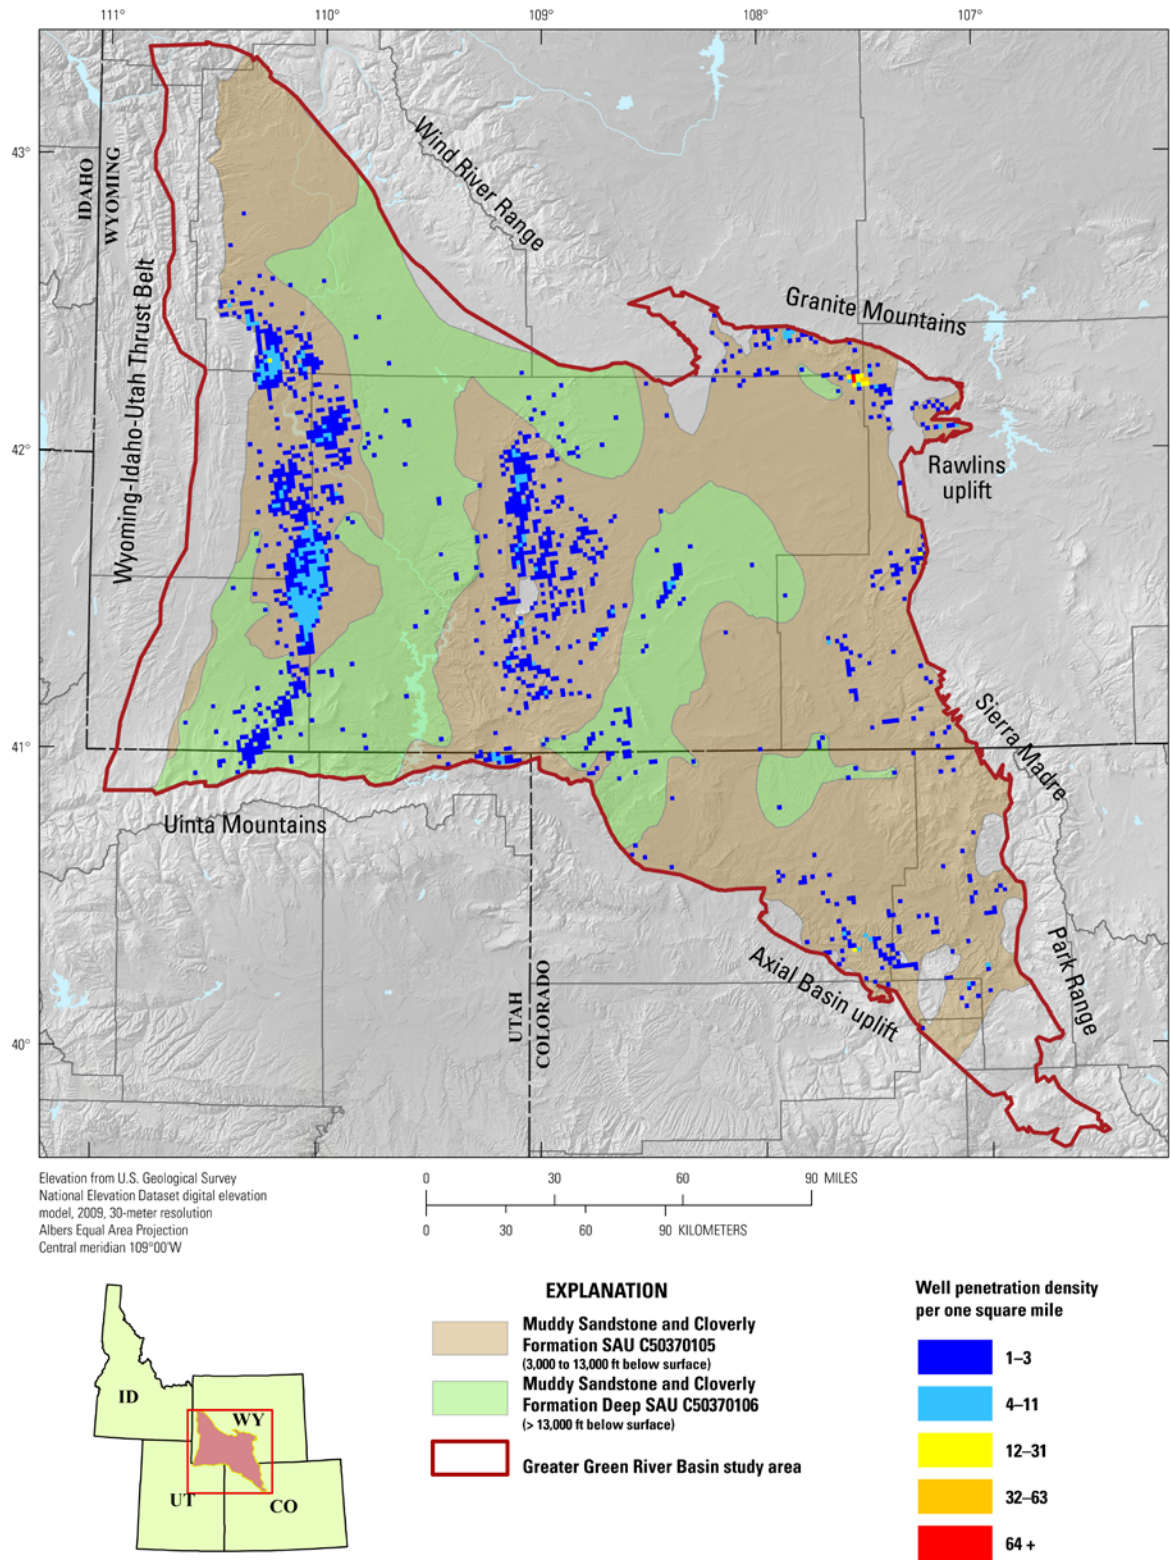 111°
110°
109°
108°
107°
43°
42°
41°
40°
IDAHO
WYOMING
Wind River Range
Wyoming-Idaho-Utah Thrust Belt
Granite Mountains
Rawlins
uplift
Sierra Madre
Uinta Mountains
Park Range
Axial Basin uplift
UTAH
COLORADO
Elevation from U.S. Geological Survey
National Elevation Dataset digital elevation
model, 2009, 30-meter resolution
Albers Equal Area Projection
Central meridian 109°00'W
0 30 60 90 MILES
0 30 60 90 KILOMETERS
ID
WY
UT
CO
EXPLANATION
Muddy Sandstone and Cloverly
Formation SAU C50370105
(3,000 to 13,000 ft below surface)
Muddy Sandstone and Cloverly
Formation Deep SAU C50370106
(> 13,000 ft below surface)
Greater Green River Basin study area
Well penetration density
per one square mile
1–3
4–11
12–31
32–63
64 +